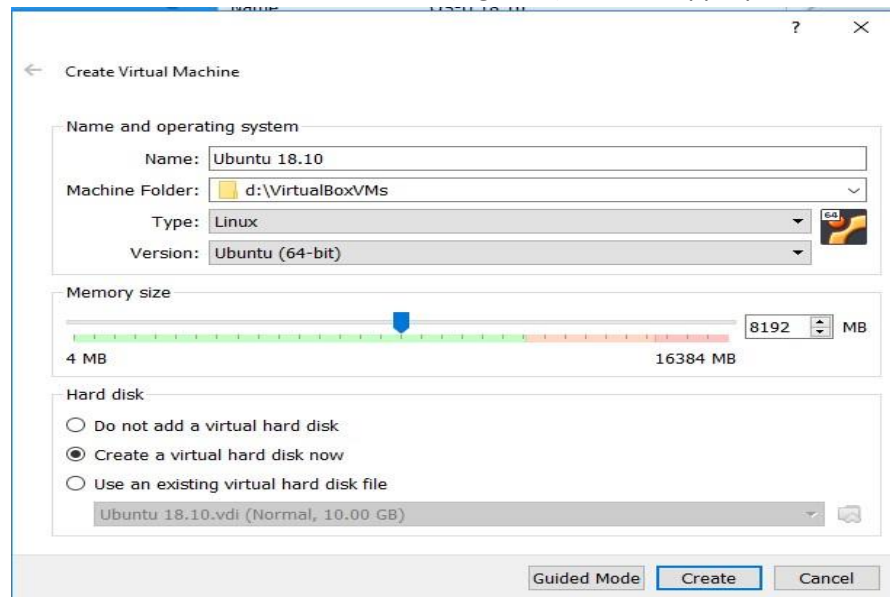 ?
Create Virtual Machine
Name and operating system
Name: Ubuntu 18.10
Machine Folder: d:\VirtualBoxVMs
Type: Linux
64
Version: Ubuntu (64-bit)
Memory size
8192 MB
4 MB 16384 MB
Hard disk
Do not add a virtual hard disk
Create a virtual hard disk now
Use an existing virtual hard disk file
Ubuntu 18.10.vdi (Normal, 10.00 GB)
Guided Mode Create Cancel